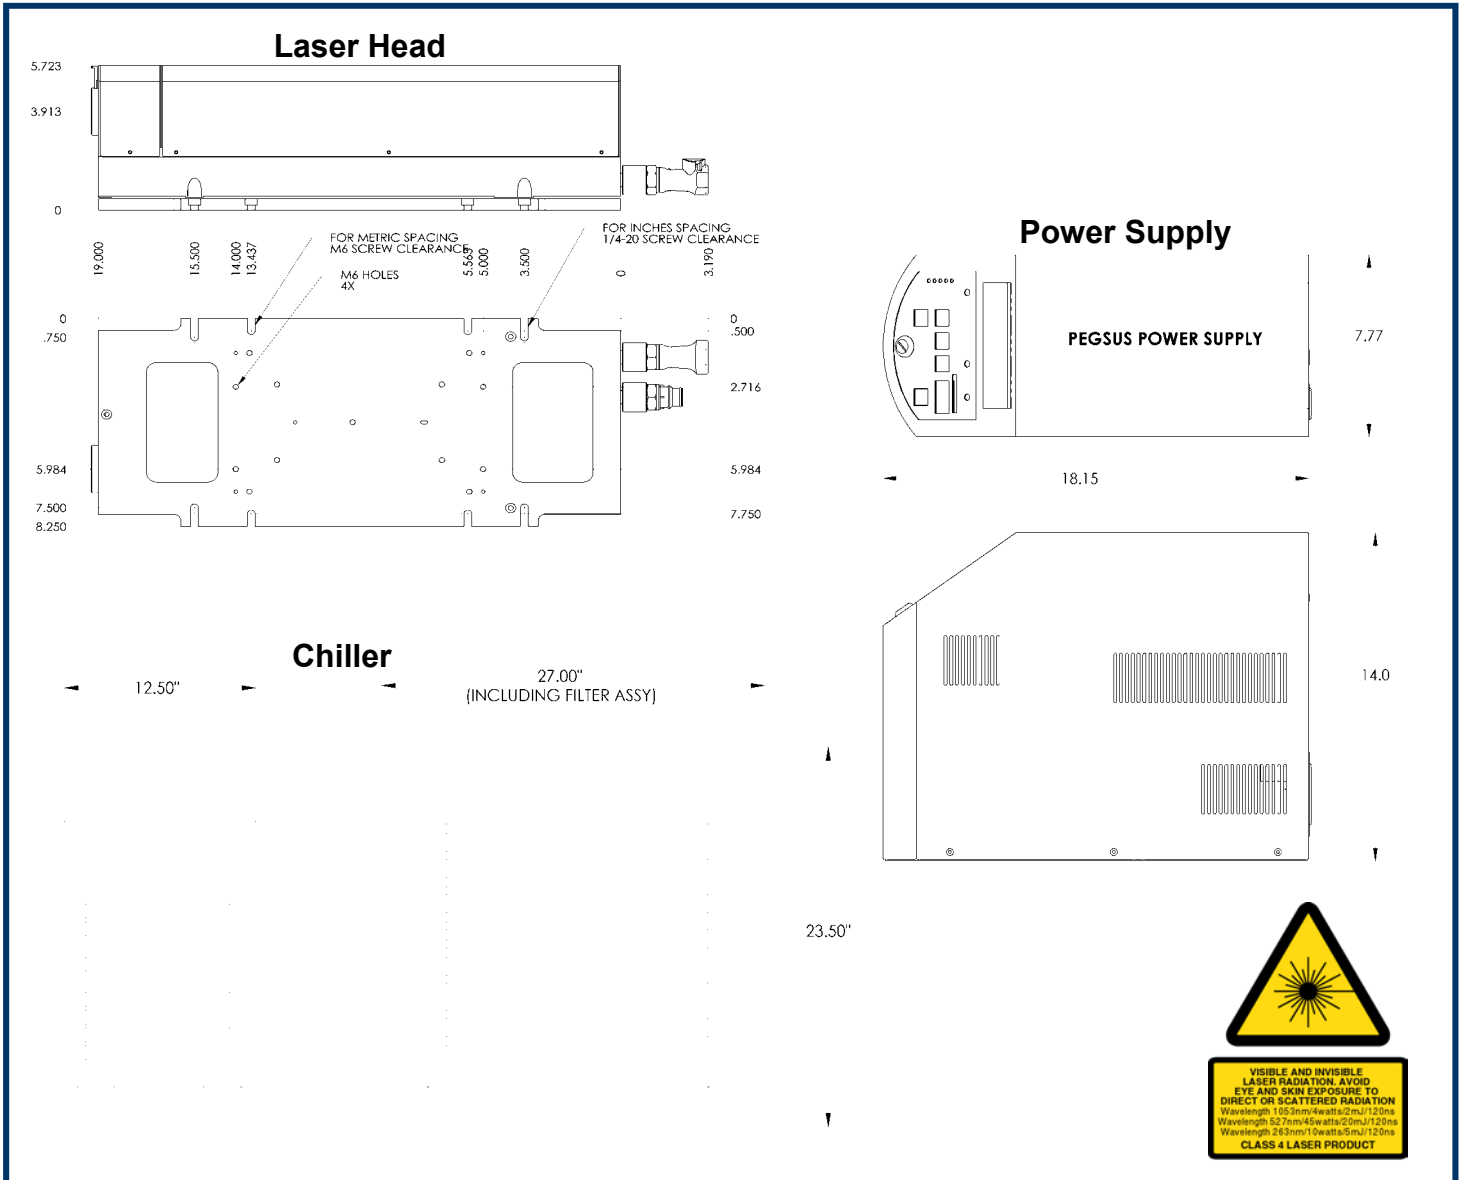 Laser Head
5.723
3.913
0
19.000
15.500
14.000
13.437
5.563
5.000
3.500
0
3.190
FOR METRIC SPACING
M6 SCREW CLEARANCE
M6 HOLES
4X
FOR INCHES SPACING
1/4-20 SCREW CLEARANCE
0
.750
5.984
7.500
8.250
0
.500
2.716
5.984
7.750
Power Supply
PEGSUS POWER SUPPLY
7.77
18.15
14.0
Chiller
12.50"
27.00"
(INCLUDING FILTER ASSY)
23.50"
VISIBLE AND INVISIBLE
LASER RADIATION. AVOID
EYE AND SKIN EXPOSURE TO
DIRECT OR SCATTERED RADIATION
Wavelength 1053nm/4watts/2mJ/120ns
Wavelength 527nm/45watts/20mJ/120ns
Wavelength 263nm/10watts/5mJ/120ns
CLASS 4 LASER PRODUCT